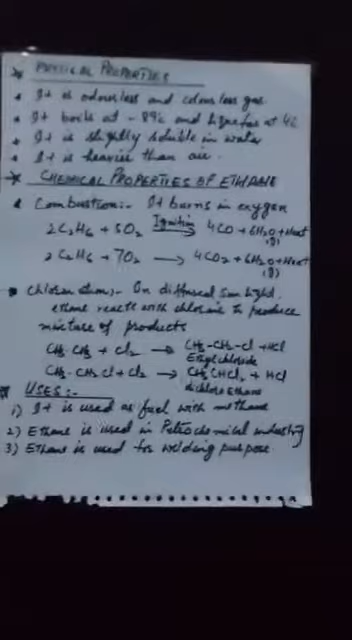 PHYSICAL PROPERTIES
It is odourless and colourless gas
It boils at -89c and liquefies at 4c
It is slightly soluble in water
It is heavier than air.
CHEMICAL PROPERTIES OF ETHANE
Combustion:- It burns in oxygen
2C2H6 + 5O2 Ignition → 4CO + 6H2O + Heat
(g)
2C2H6 + 7O2 → 4CO2 + 6H2O + Heat
(g)
Chlorination:- On diffused sun light,
ethane reacts with chlorine to produce
mixture of products
CH3-CH3 + Cl2 → CH3-CH2-Cl + HCl
Ethyl chloride
CH3-CH2Cl + Cl2 → CH3CHCl2 + HCl
dichloro Ethane
USES:-
1) It is used as fuel with methane
2) Ethane is used in Petrochemical industry
3) Ethane is used for welding purpose